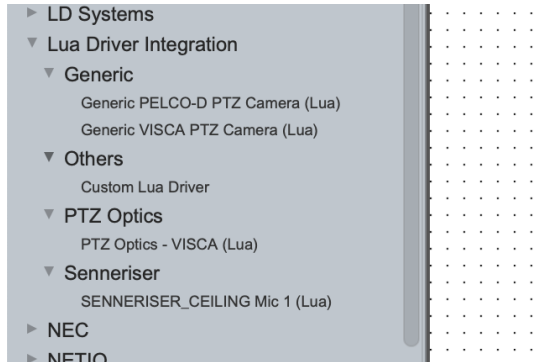 LD Systems
Lua Driver Integration
Generic
Generic PELCO-D PTZ Camera (Lua)
Generic VISCA PTZ Camera (Lua)
Others
Custom Lua Driver
PTZ Optics
PTZ Optics - VISCA (Lua)
Senneriser
SENNERISER_CEILING Mic 1 (Lua)
NEC
NETIO